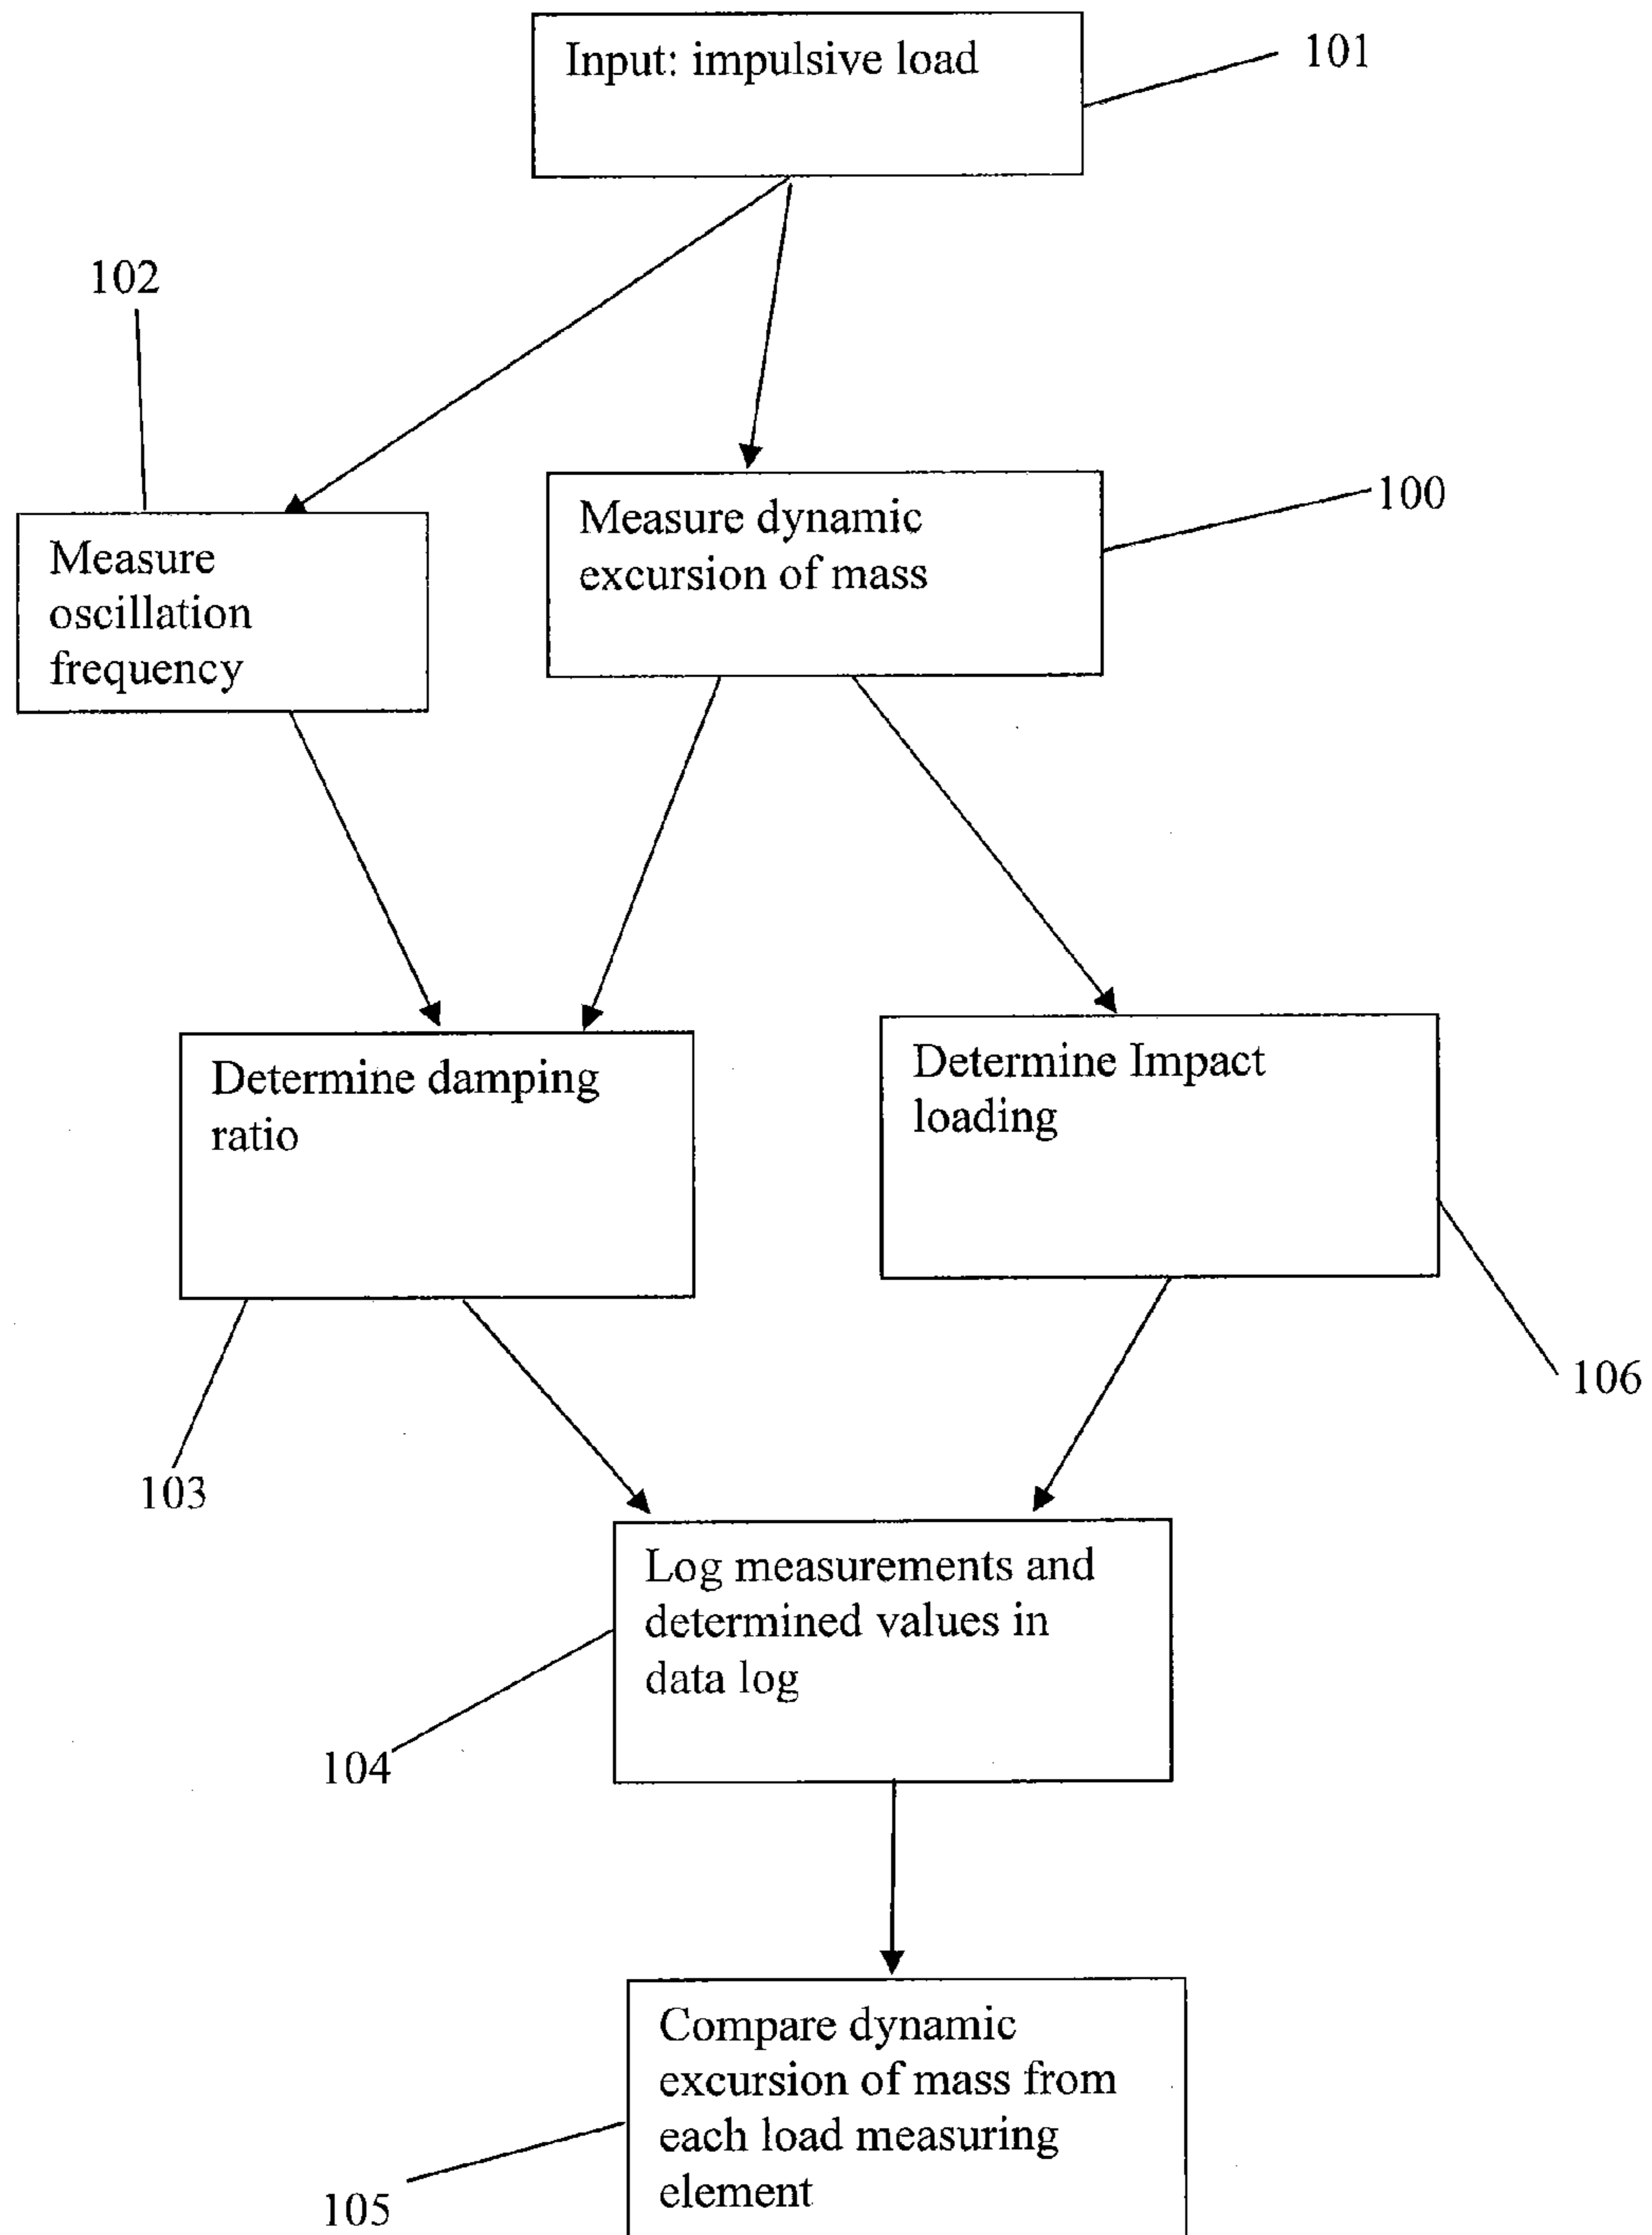 Input: impulsive load
101
102
Measure dynamic
excursion of mass
100
Measure
oscillation
frequency
Determine damping
ratio
Determine Impact
loading
106
103
Log measurements and
determined values in
data log
104
Compare dynamic
excursion of mass from
each load measuring
element
105